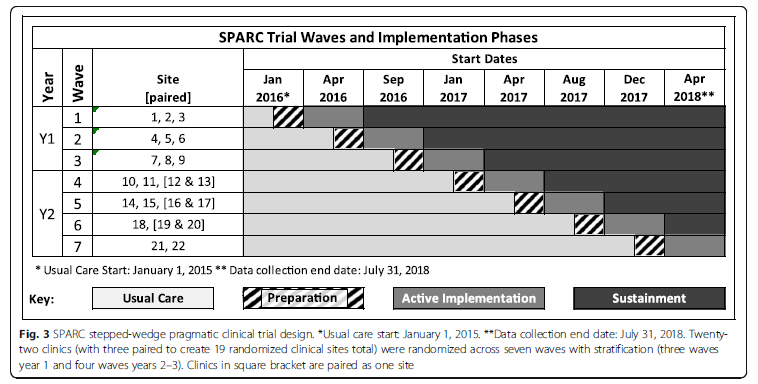 SPARC Trial Waves and Implementation Phases
Year
Wave
Site
[paired]
Start Dates
Jan
2016*
Apr
2016
Sep
2016
Jan
2017
Apr
2017
Aug
2017
Dec
2017
Apr
2018**
Y1
1
1, 2, 3
2
4, 5, 6
3
7, 8, 9
Y2
4
10, 11, [12 & 13]
5
14, 15, [16 & 17]
6
18, [19 & 20]
7
21, 22
* Usual Care Start: January 1, 2015 ** Data collection end date: July 31, 2018
Key:
Usual Care
Preparation
Active Implementation
Sustainment
Fig. 3 SPARC stepped-wedge pragmatic clinical trial design. *Usual care start: January 1, 2015. **Data collection end date: July 31, 2018. Twenty-
two clinics (with three paired to create 19 randomized clinical sites total) were randomized across seven waves with stratification (three waves
year 1 and four waves years 2–3). Clinics in square bracket are paired as one site